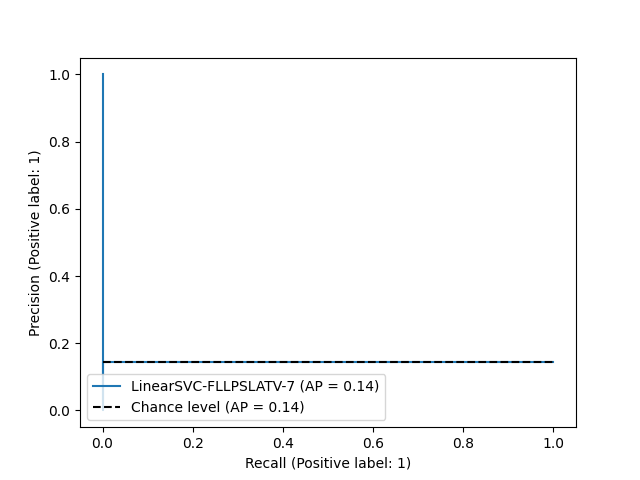 1.0
0.8
0.6
0.4
0.2
0.0
Precision (Positive label: 1)
LinearSVC-FLLPSLATV-7 (AP = 0.14)
Chance level (AP = 0.14)
0.0 0.2 0.4 0.6 0.8 1.0
Recall (Positive label: 1)